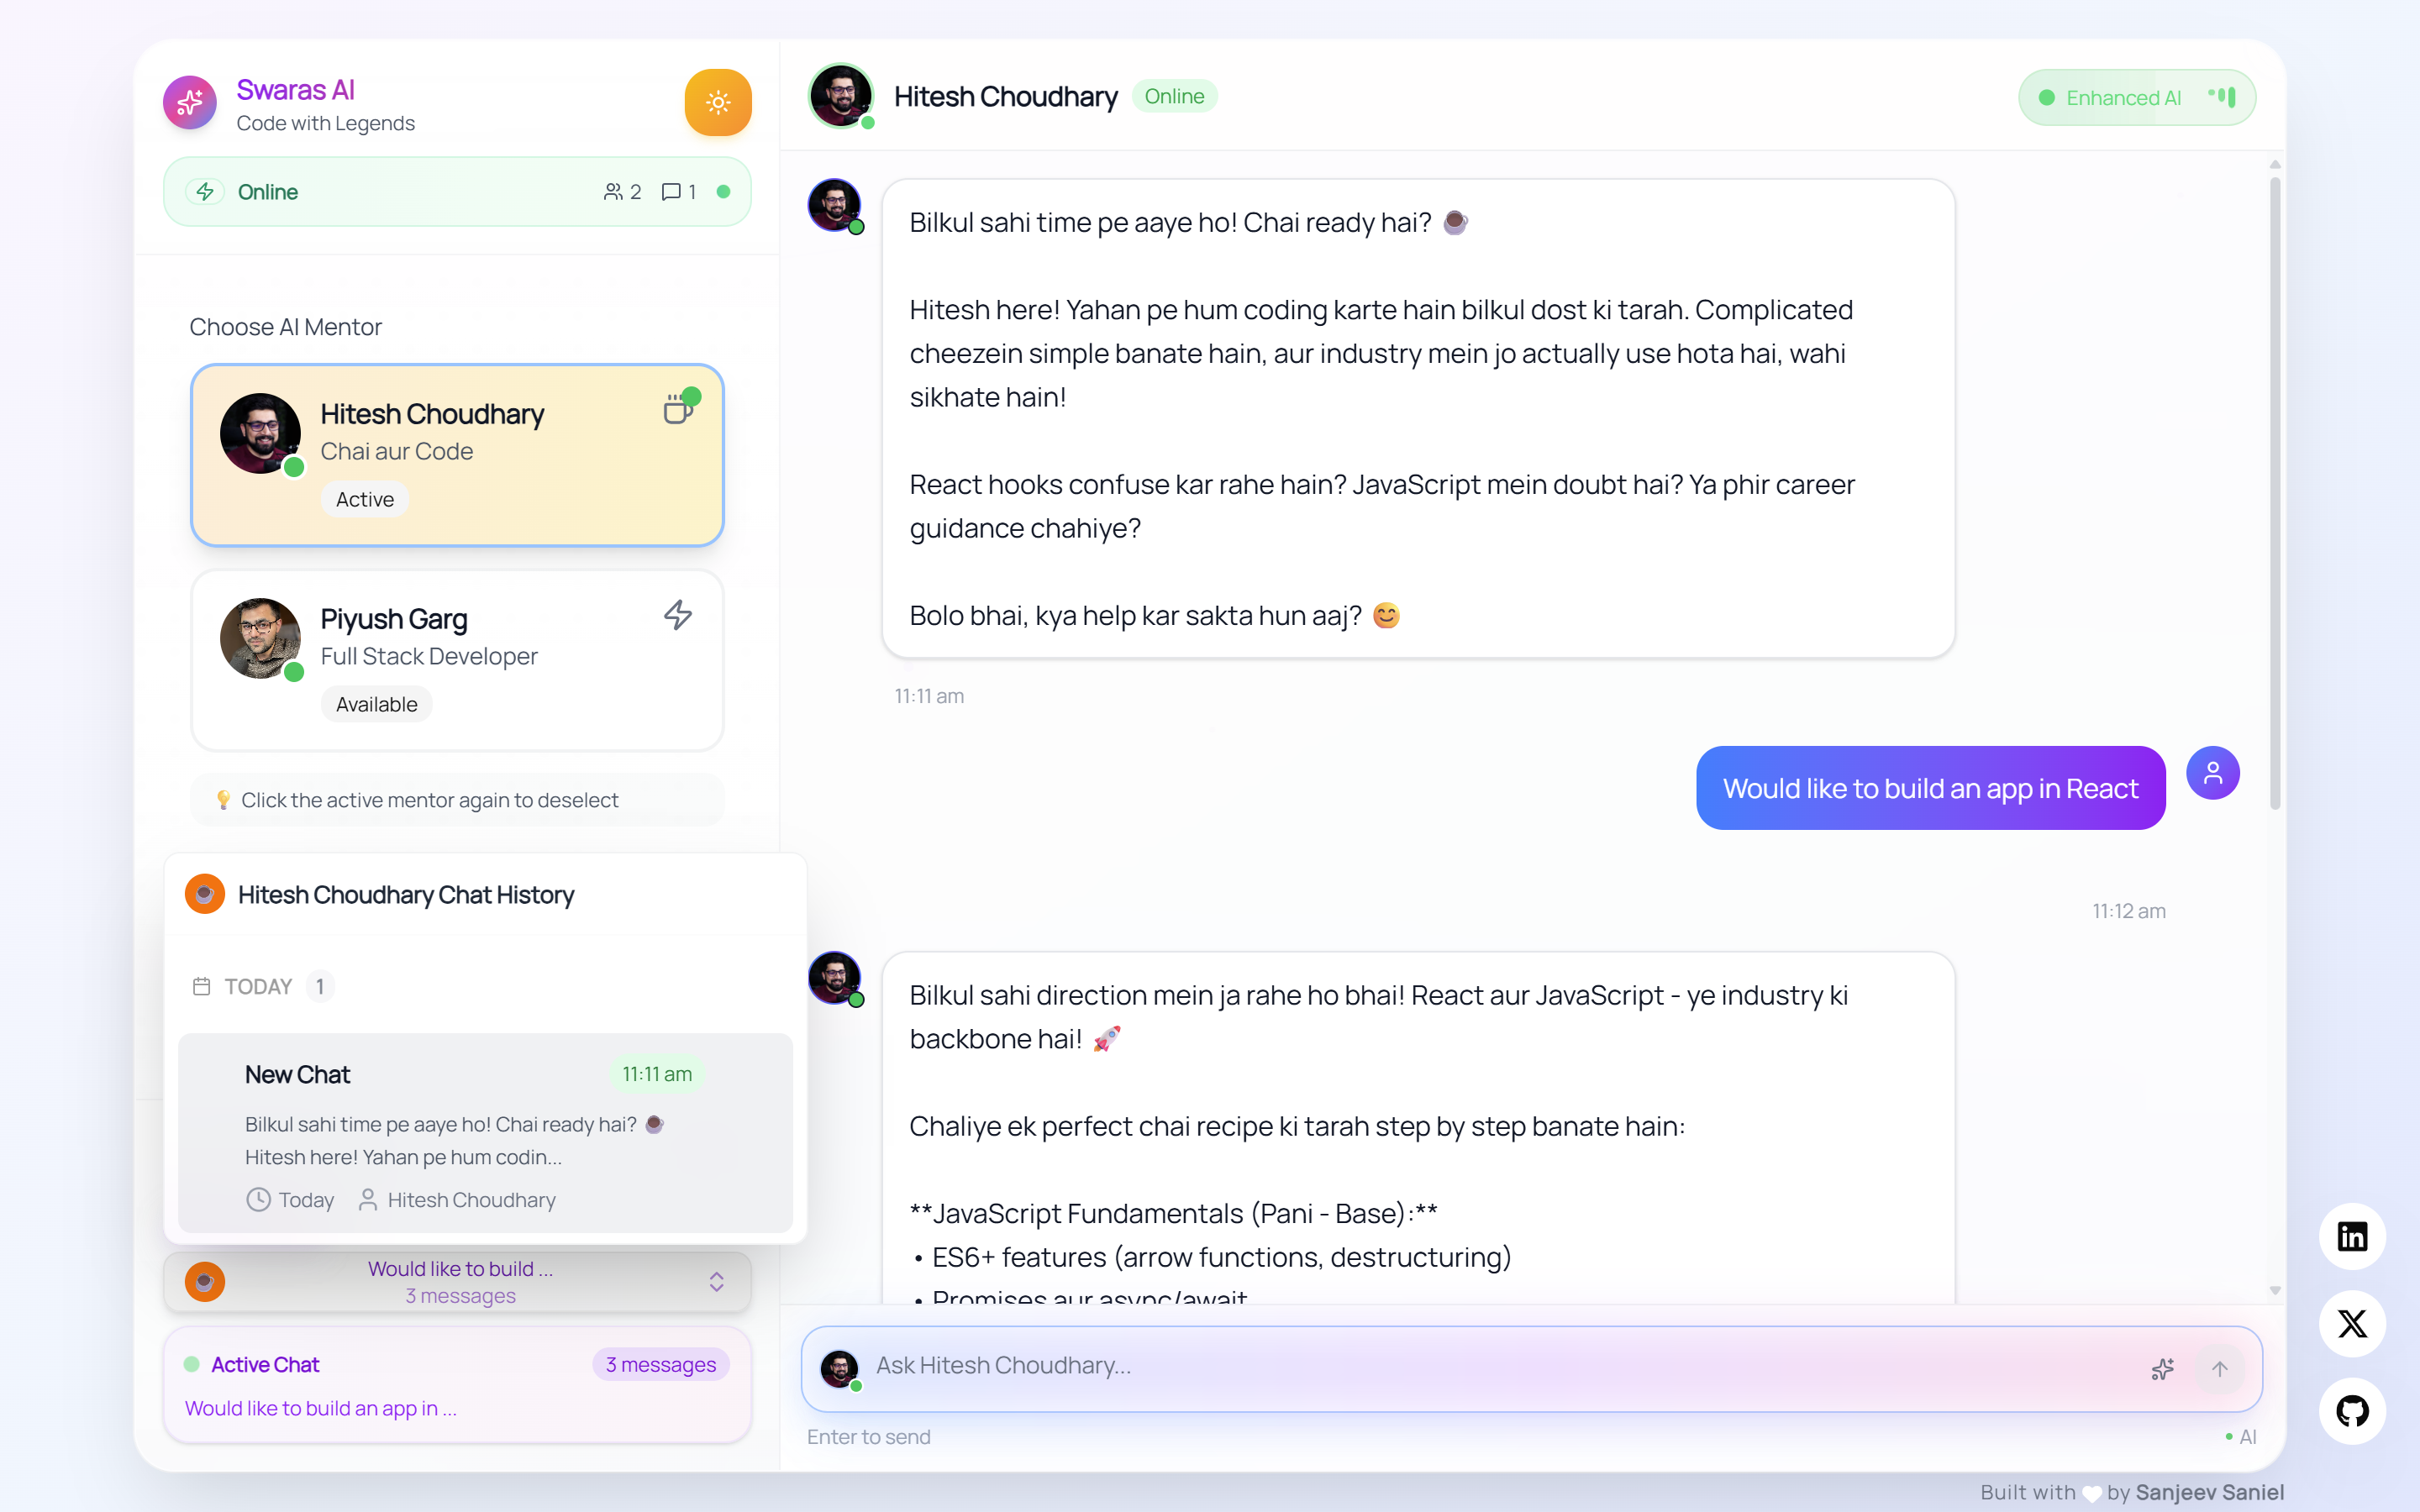 Swaras AI
Code with Legends
Online
2
1
Choose AI Mentor
Hitesh Choudhary
Chai aur Code
Active
Piyush Garg
Full Stack Developer
Available
💡 Click the active mentor again to deselect
Hitesh Choudhary Chat History
TODAY 1
New Chat
11:11 am
Bilkul sahi time pe aaye ho! Chai ready hai? ☕
Hitesh here! Yahan pe hum codin...
Today
Hitesh Choudhary
Would like to build ...
3 messages
Active Chat
3 messages
Would like to build an app in ...
Hitesh Choudhary
Online
Enhanced AI
Bilkul sahi time pe aaye ho! Chai ready hai? ☕
Hitesh here! Yahan pe hum coding karte hain bilkul dost ki tarah. Complicated
cheezein simple banate hain, aur industry mein jo actually use hota hai, wahi
sikhate hain!
React hooks confuse kar rahe hain? JavaScript mein doubt hai? Ya phir career
guidance chahiye?
Bolo bhai, kya help kar sakta hun aaj? 😊
11:11 am
Would like to build an app in React
11:12 am
Bilkul sahi direction mein ja rahe ho bhai! React aur JavaScript - ye industry ki
backbone hai! 🚀
Chaliye ek perfect chai recipe ki tarah step by step banate hain:
**JavaScript Fundamentals (Pani - Base):**
• ES6+ features (arrow functions, destructuring)
• Promises aur async/await
Ask Hitesh Choudhary...
Enter to send
• AI
Built with 🤍 by Sanjeev Saniel